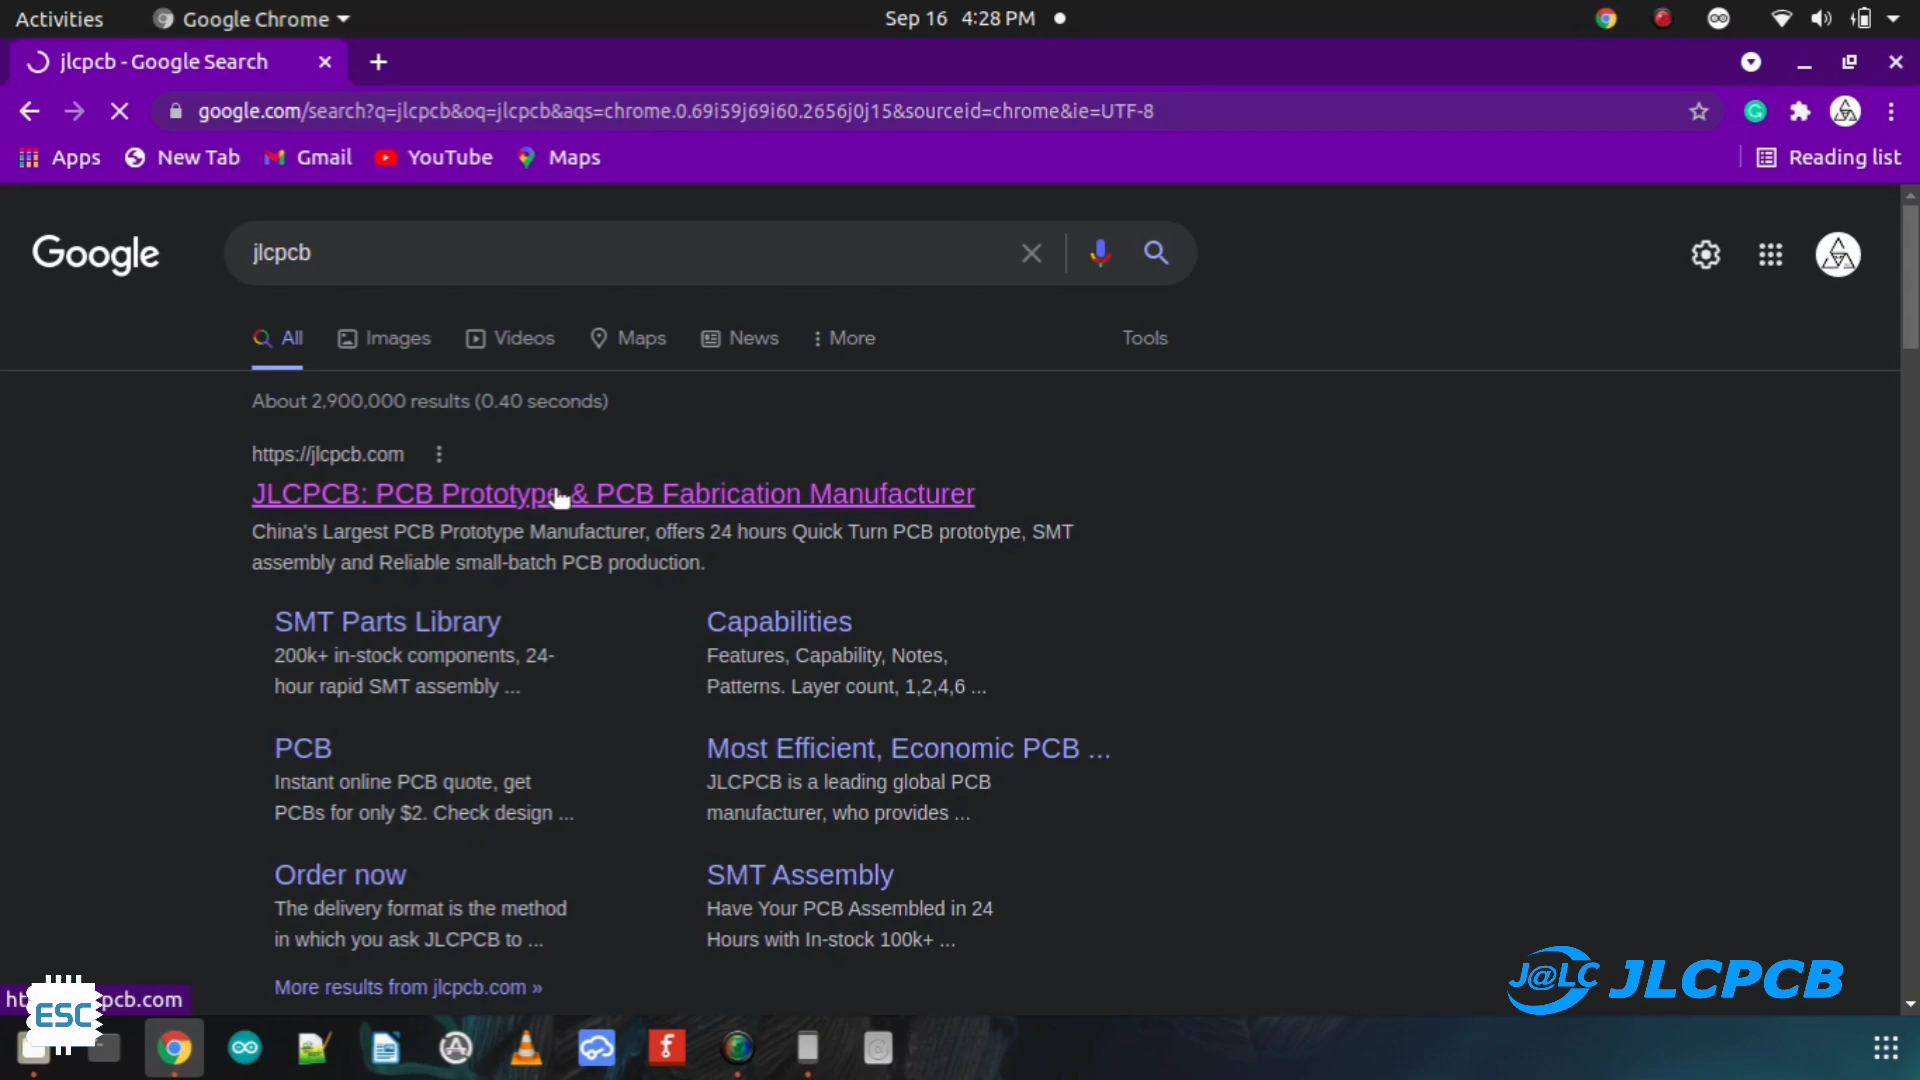 Activities
Google Chrome
Sep 16 4:28 PM
jlcpcb - Google Search
google.com/search?q=jlcpcb&oq=jlcpcb&aqs=chrome.0.69i59j69i60.2656j0j15&sourceid=chrome&ie=UTF-8
Apps
New Tab
Gmail
YouTube
Maps
Reading list
Google
jlcpcb
All
Images
Videos
Maps
News
More
Tools
About 2,900,000 results (0.40 seconds)
https://jlcpcb.com
JLCPCB: PCB Prototype & PCB Fabrication Manufacturer
China's Largest PCB Prototype Manufacturer, offers 24 hours Quick Turn PCB prototype, SMT
assembly and Reliable small-batch PCB production.
SMT Parts Library
200k+ in-stock components, 24-
hour rapid SMT assembly ...
Capabilities
Features, Capability, Notes,
Patterns. Layer count, 1,2,4,6 ...
PCB
Instant online PCB quote, get
PCBs for only $2. Check design ...
Most Efficient, Economic PCB ...
JLCPCB is a leading global PCB
manufacturer, who provides ...
Order now
The delivery format is the method
in which you ask JLCPCB to ...
SMT Assembly
Have Your PCB Assembled in 24
Hours with In-stock 100k+ ...
More results from jlcpcb.com »
J@LC JLCPCB
ESC